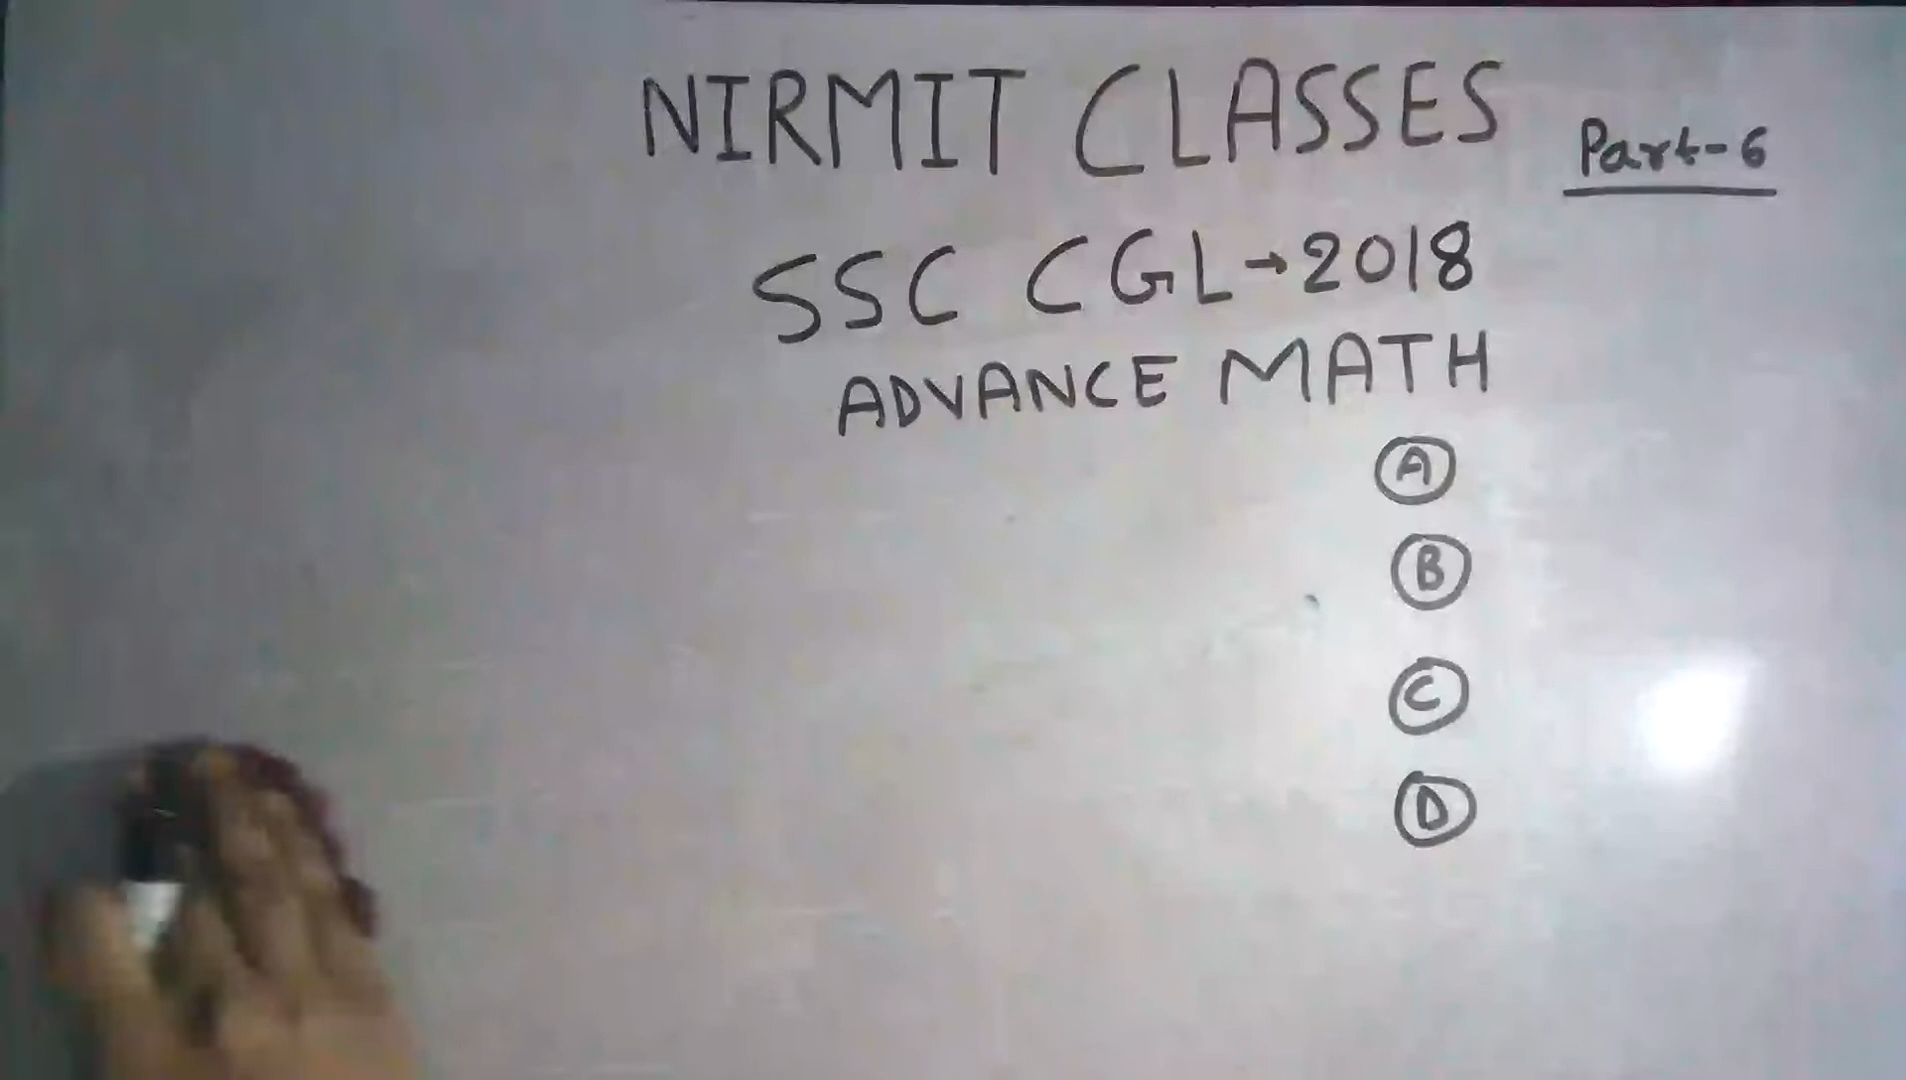 NIRMIT CLASSES
Part-6
SSC CGL→2018
ADVANCE MATH
A
B
C
D